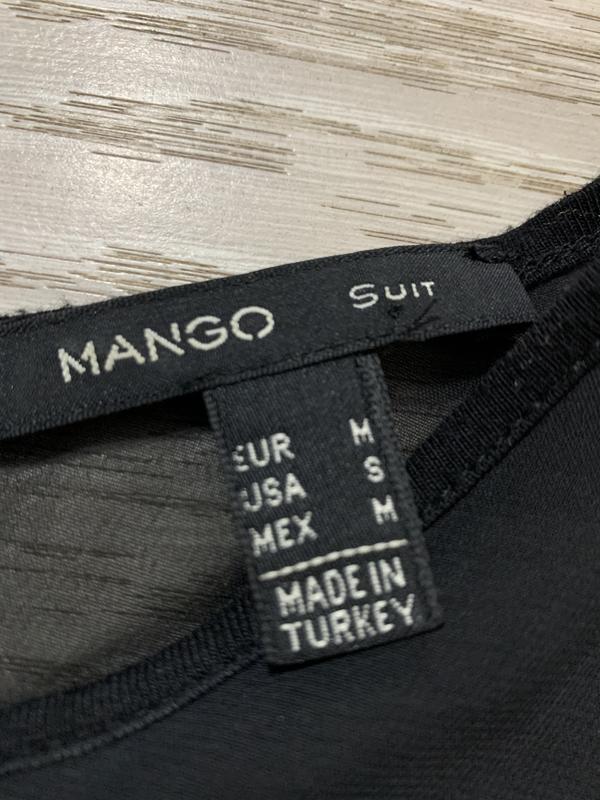 MANGO SUIT
EUR M
USA S
MEX M
MADE IN
TURKEY